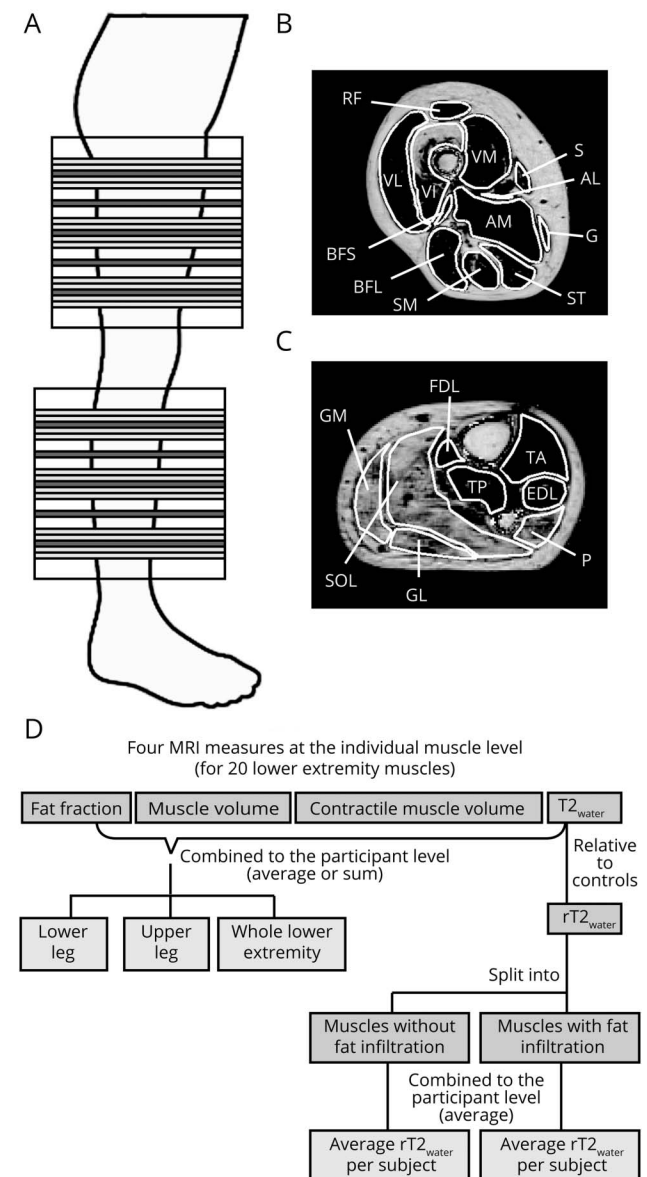 A
B
RF
VM
S
VL
VI
AL
AM
G
BFS
BFL
SM
ST
C
FDL
GM
TA
TP
EDL
P
SOL
GL
D
Four MRI measures at the individual muscle level
(for 20 lower extremity muscles)
Fat fraction
Muscle volume
Contractile muscle volume
T2water
Combined to the participant level
(average or sum)
Relative
to
controls
Lower
leg
Upper
leg
Whole lower
extremity
rT2water
Split into
Muscles without
fat infiltration
Muscles with fat
infiltration
Combined to the
participant level
(average)
Average rT2water
per subject
Average rT2water
per subject